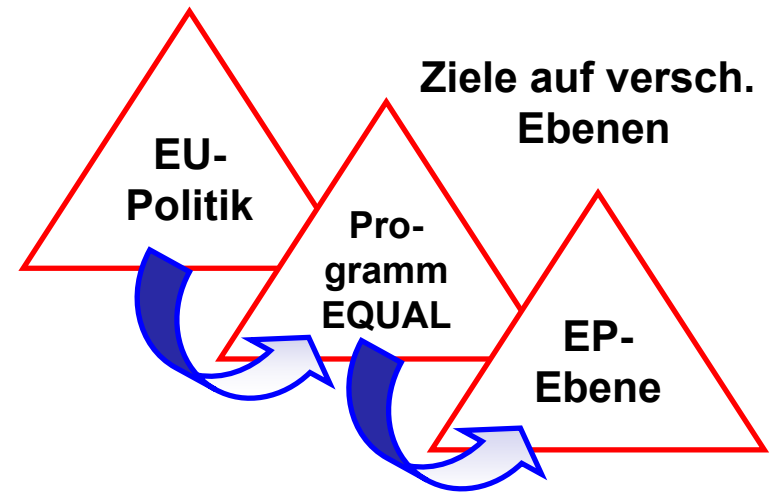 Ziele auf versch.
Ebenen
EU-
Politik
Pro-
gramm
EQUAL
EP-
Ebene